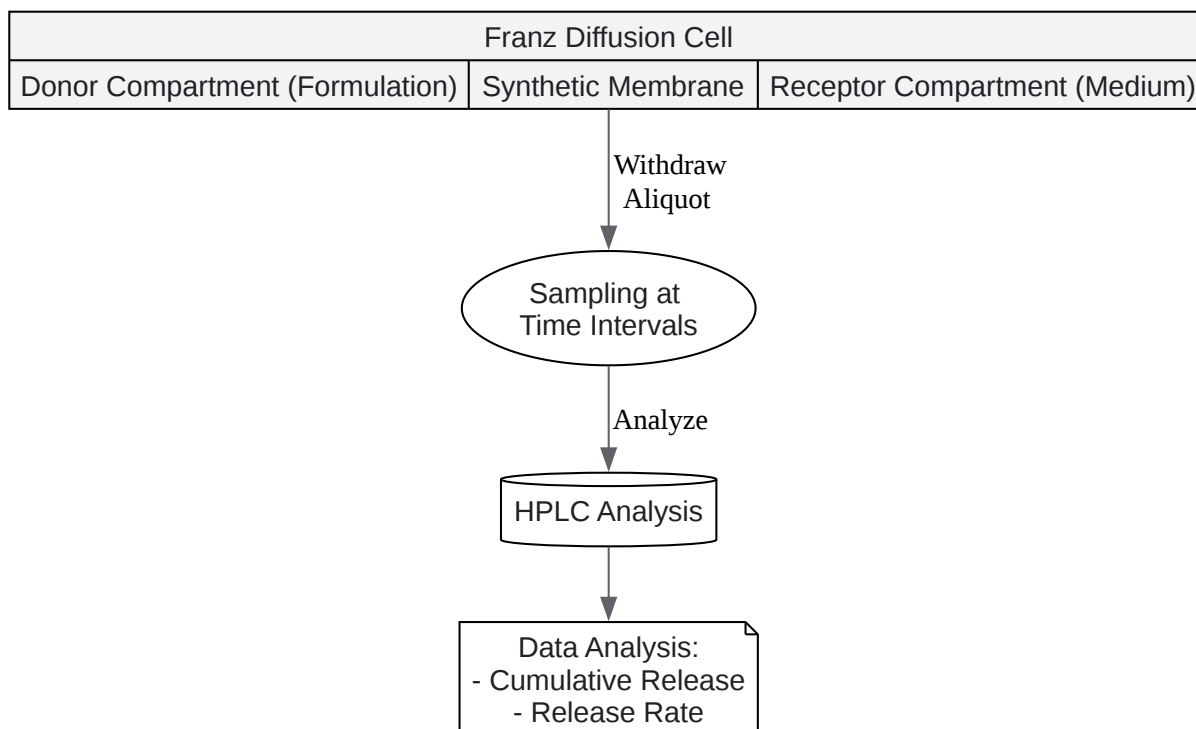 Franz Diffusion Cell
Donor Compartment (Formulation)
Synthetic Membrane
Receptor Compartment (Medium)
Withdraw
Aliquot
Sampling at
Time Intervals
Analyze
HPLC Analysis
Data Analysis:
- Cumulative Release
- Release Rate